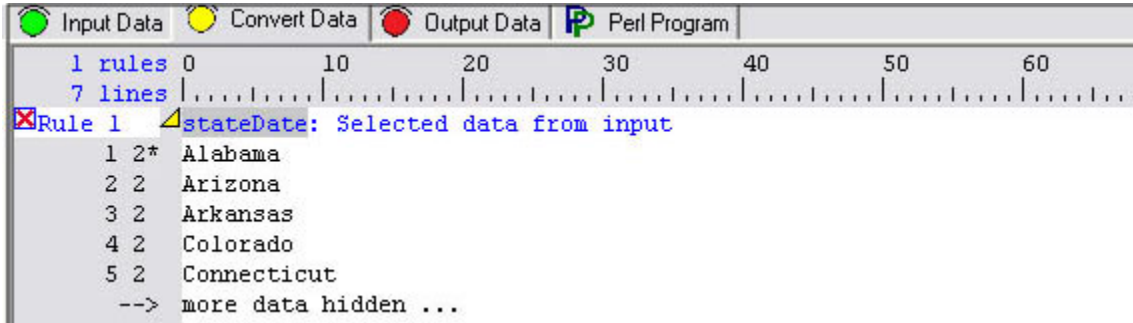 Input Data Convert Data Output Data Perl Program
1 rules 0 10 20 30 40 50 60
7 lines
Rule 1 stateDate: Selected data from input
1 2* Alabama
2 2 Arizona
3 2 Arkansas
4 2 Colorado
5 2 Connecticut
--> more data hidden ...